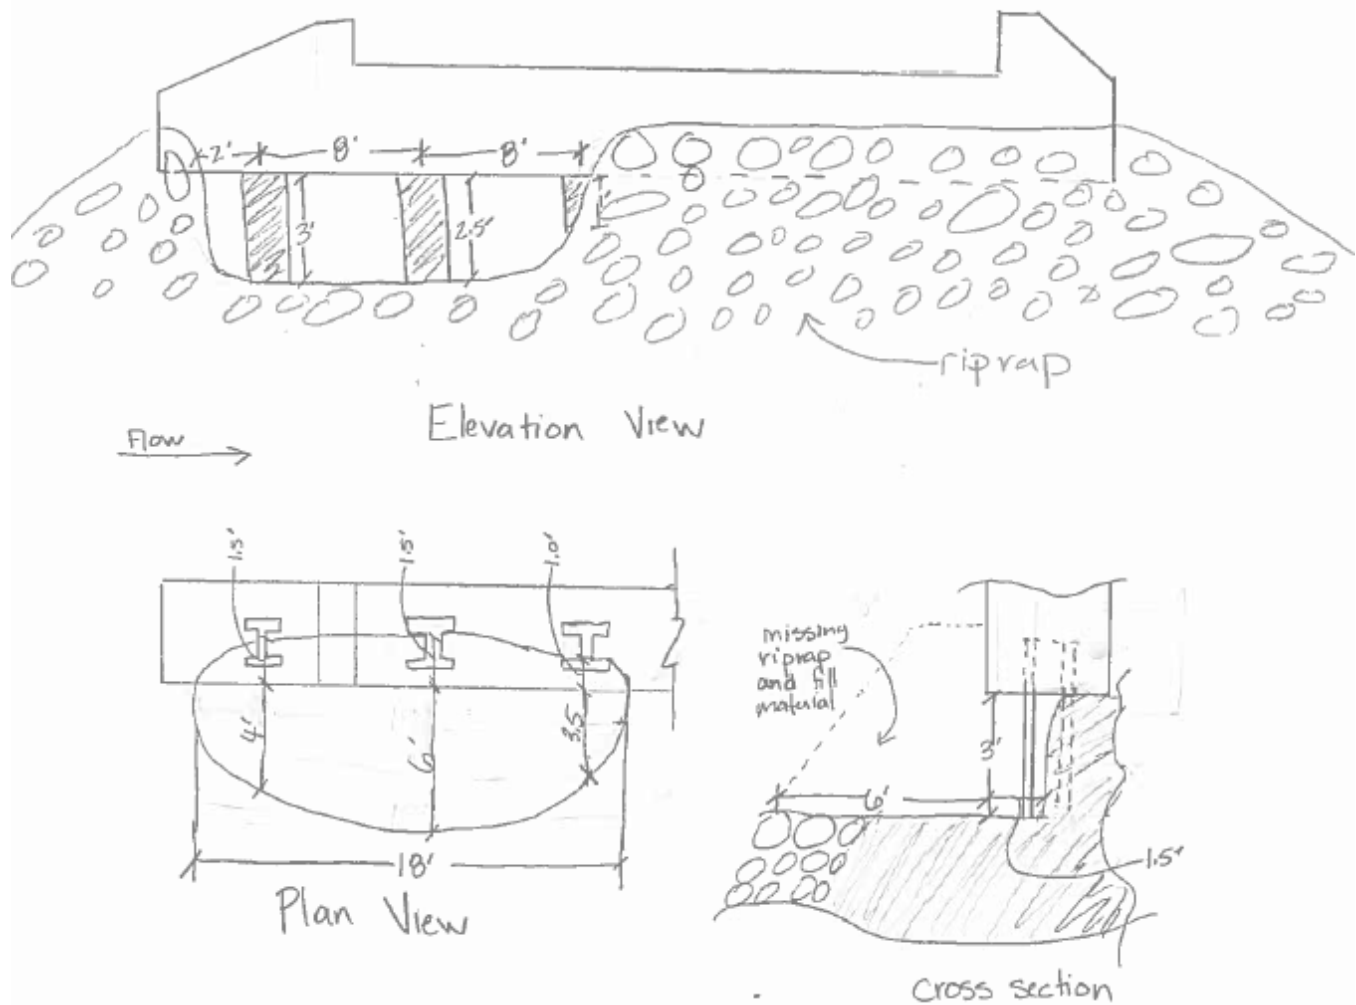 2' 8' 8'
3' 2.5' 1'
riprap
Elevation View
Flow
1.5' 1.5' 1.0'
4' 6' 3.5'
18'
Plan View
missing
riprap
and fill
material
3'
6'
1.5'
Cross section